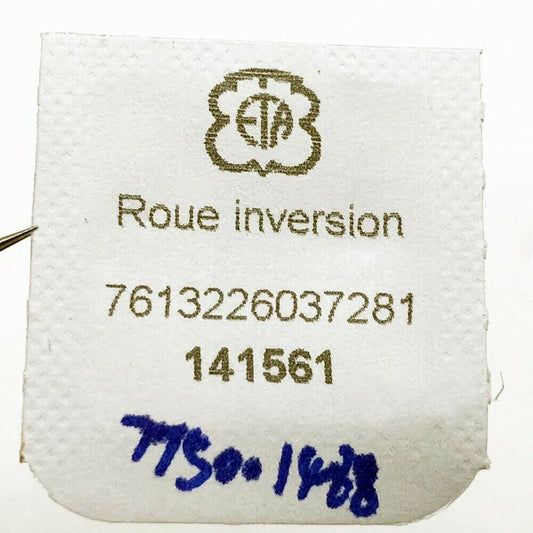 ETA
Roue inversion
7613226037281
141561
7750.1488